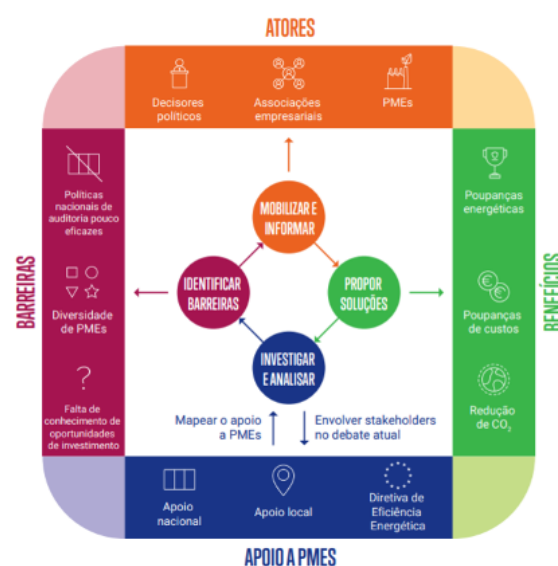 ATORES
Decisores
políticos
Associações
empresariais
PMEs
BARREIRAS
Políticas
nacionais de
auditoria pouco
eficazes
Diversidade
de PMEs
?
Falta de
conhecimento de
oportunidades
de investimento
MOBILIZAR E
INFORMAR
IDENTIFICAR
BARREIRAS
PROPOR
SOLUÇÕES
INVESTIGAR
E ANALISAR
Mapear o apoio
a PMEs
Envolver stakeholders
no debate atual
BENEFÍCIOS
Poupanças
energéticas
€
€
Poupanças
de custos
Redução
de CO₂
Apoio
nacional
Apoio local
Diretiva de
Eficiência
Energética
APOIO A PMES